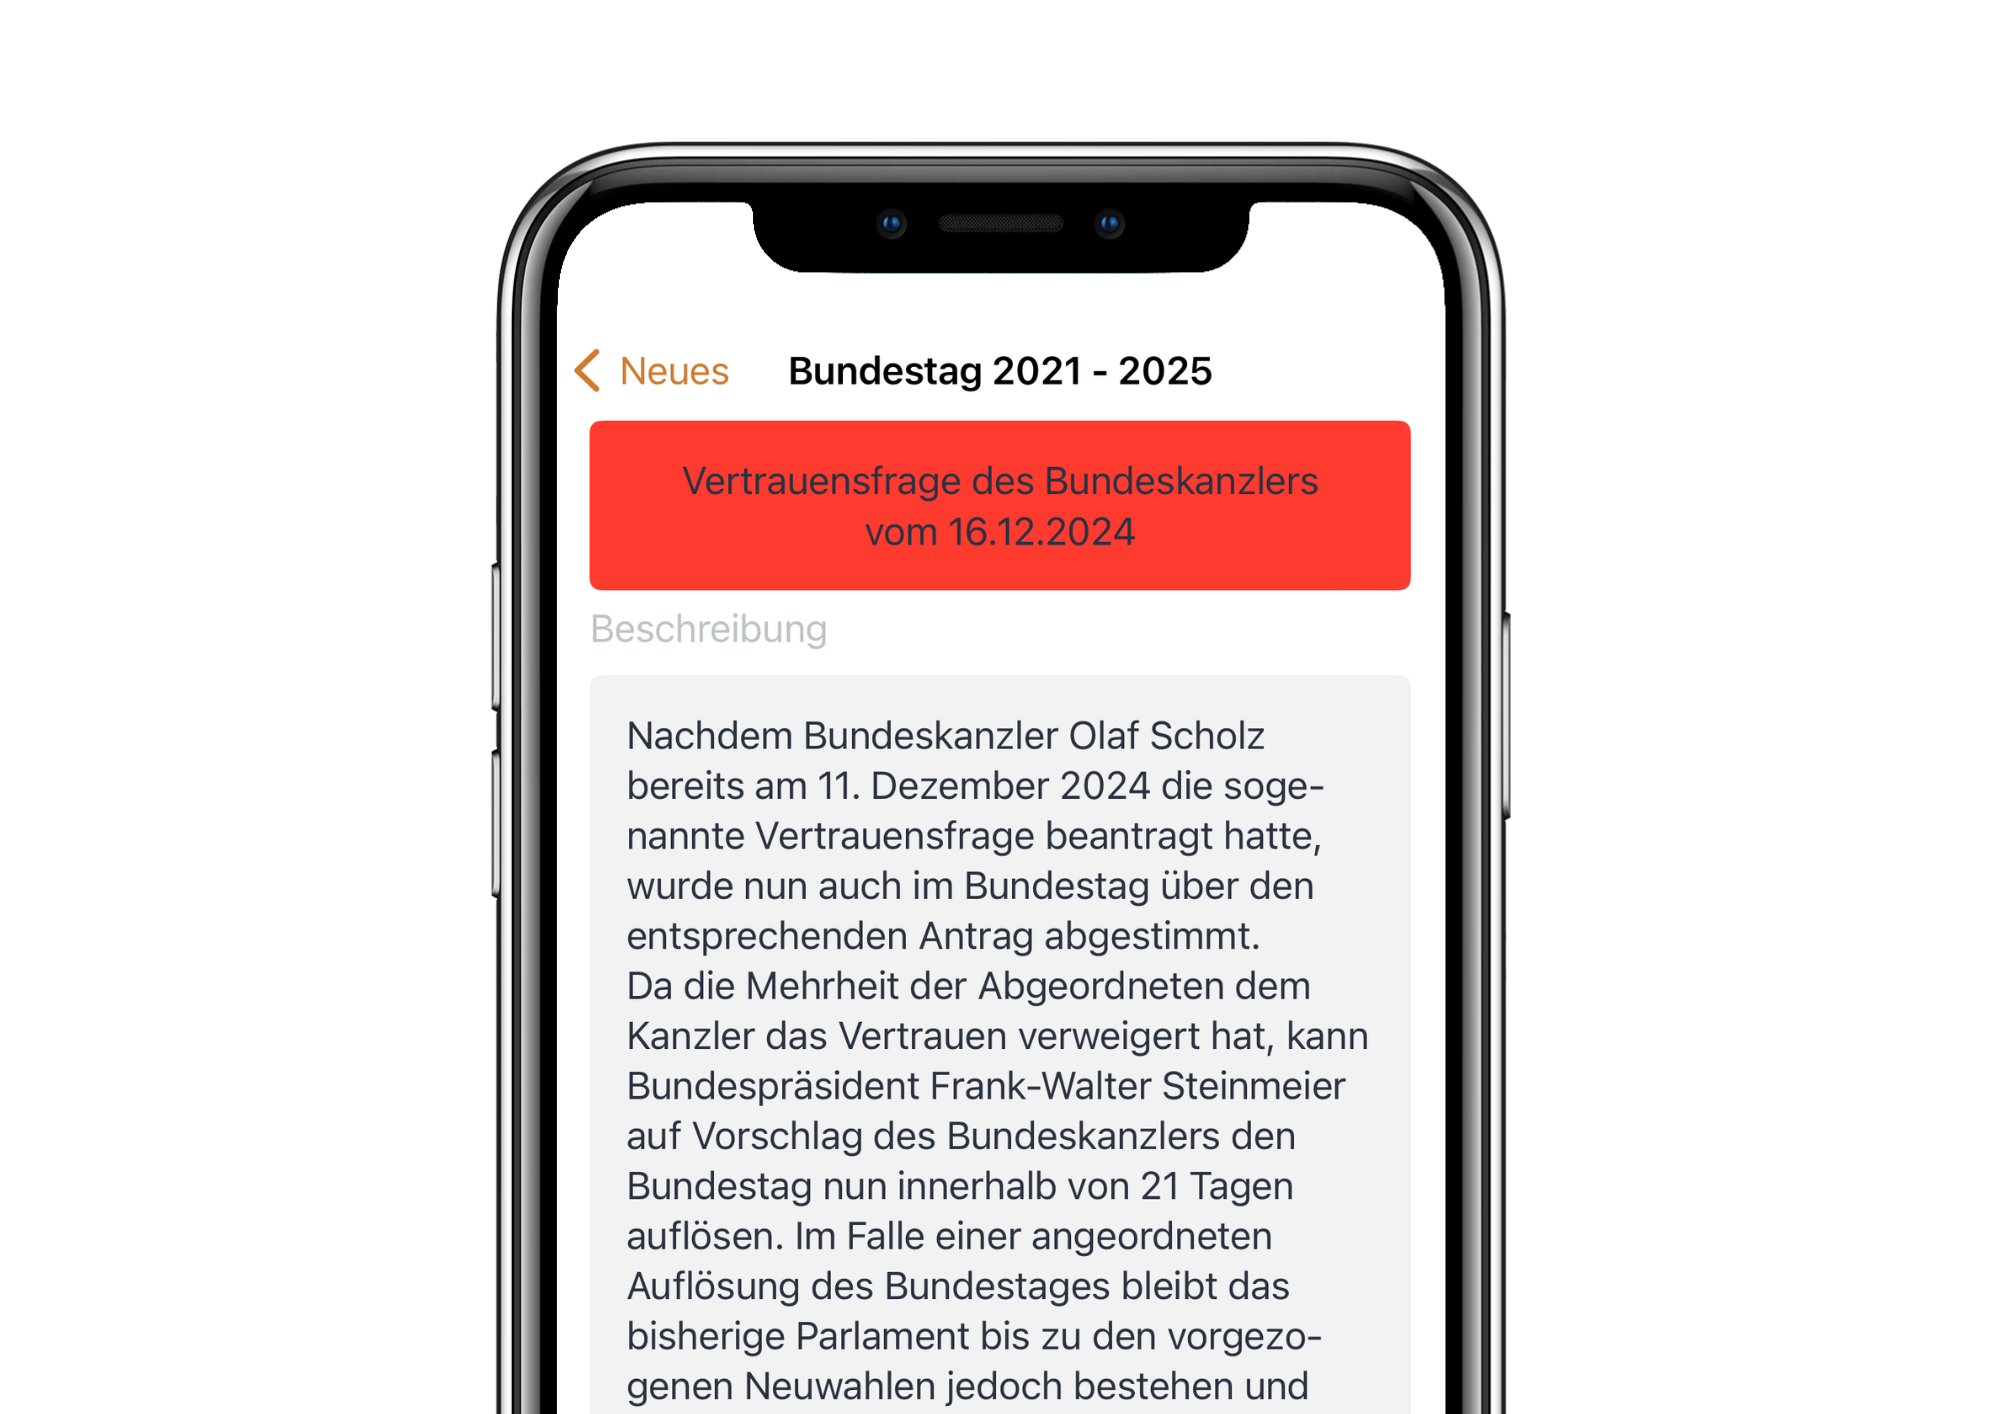 Neues
Bundestag 2021 - 2025
Vertrauensfrage des Bundeskanzlers
vom 16.12.2024
Beschreibung
Nachdem Bundeskanzler Olaf Scholz
bereits am 11. Dezember 2024 die soge-
nannte Vertrauensfrage beantragt hatte,
wurde nun auch im Bundestag über den
entsprechenden Antrag abgestimmt.
Da die Mehrheit der Abgeordneten dem
Kanzler das Vertrauen verweigert hat, kann
Bundespräsident Frank-Walter Steinmeier
auf Vorschlag des Bundeskanzlers den
Bundestag nun innerhalb von 21 Tagen
auflösen. Im Falle einer angeordneten
Auflösung des Bundestages bleibt das
bisherige Parlament bis zu den vorgezo-
genen Neuwahlen jedoch bestehen und